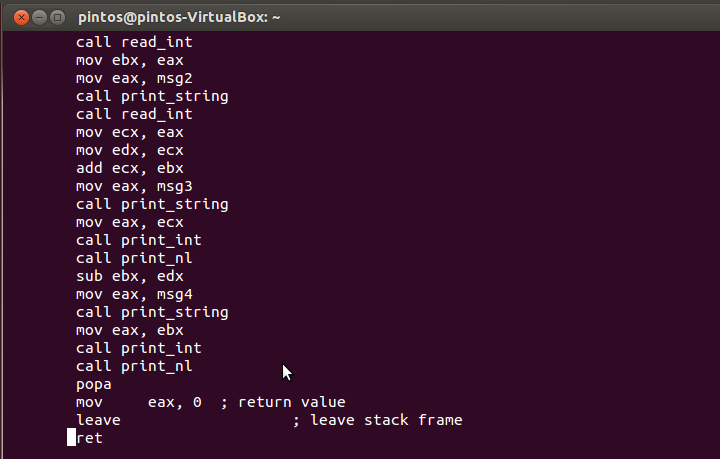 pintos@pintos-VirtualBox: ~
call read_int
mov ebx, eax
mov eax, msg2
call print_string
call read_int
mov ecx, eax
mov edx, ecx
add ecx, ebx
mov eax, msg3
call print_string
mov eax, ecx
call print_int
call print_nl
sub ebx, edx
mov eax, msg4
call print_string
mov eax, ebx
call print_int
call print_nl
popa
mov     eax, 0  ; return value
leave                   ; leave stack frame
ret